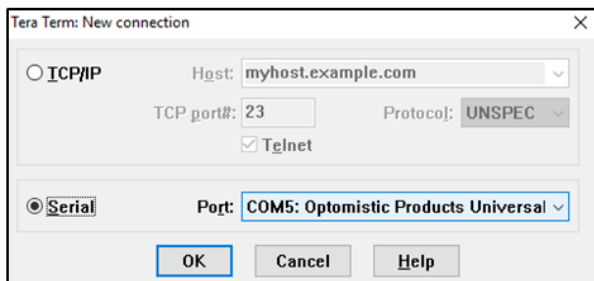 Tera Term: New connection
TCP/IP Host: myhost.example.com
TCP port#: 23 Protocol: UNSPEC
Telnet
Serial Port: COM5: Optomistic Products Universal
OK Cancel Help